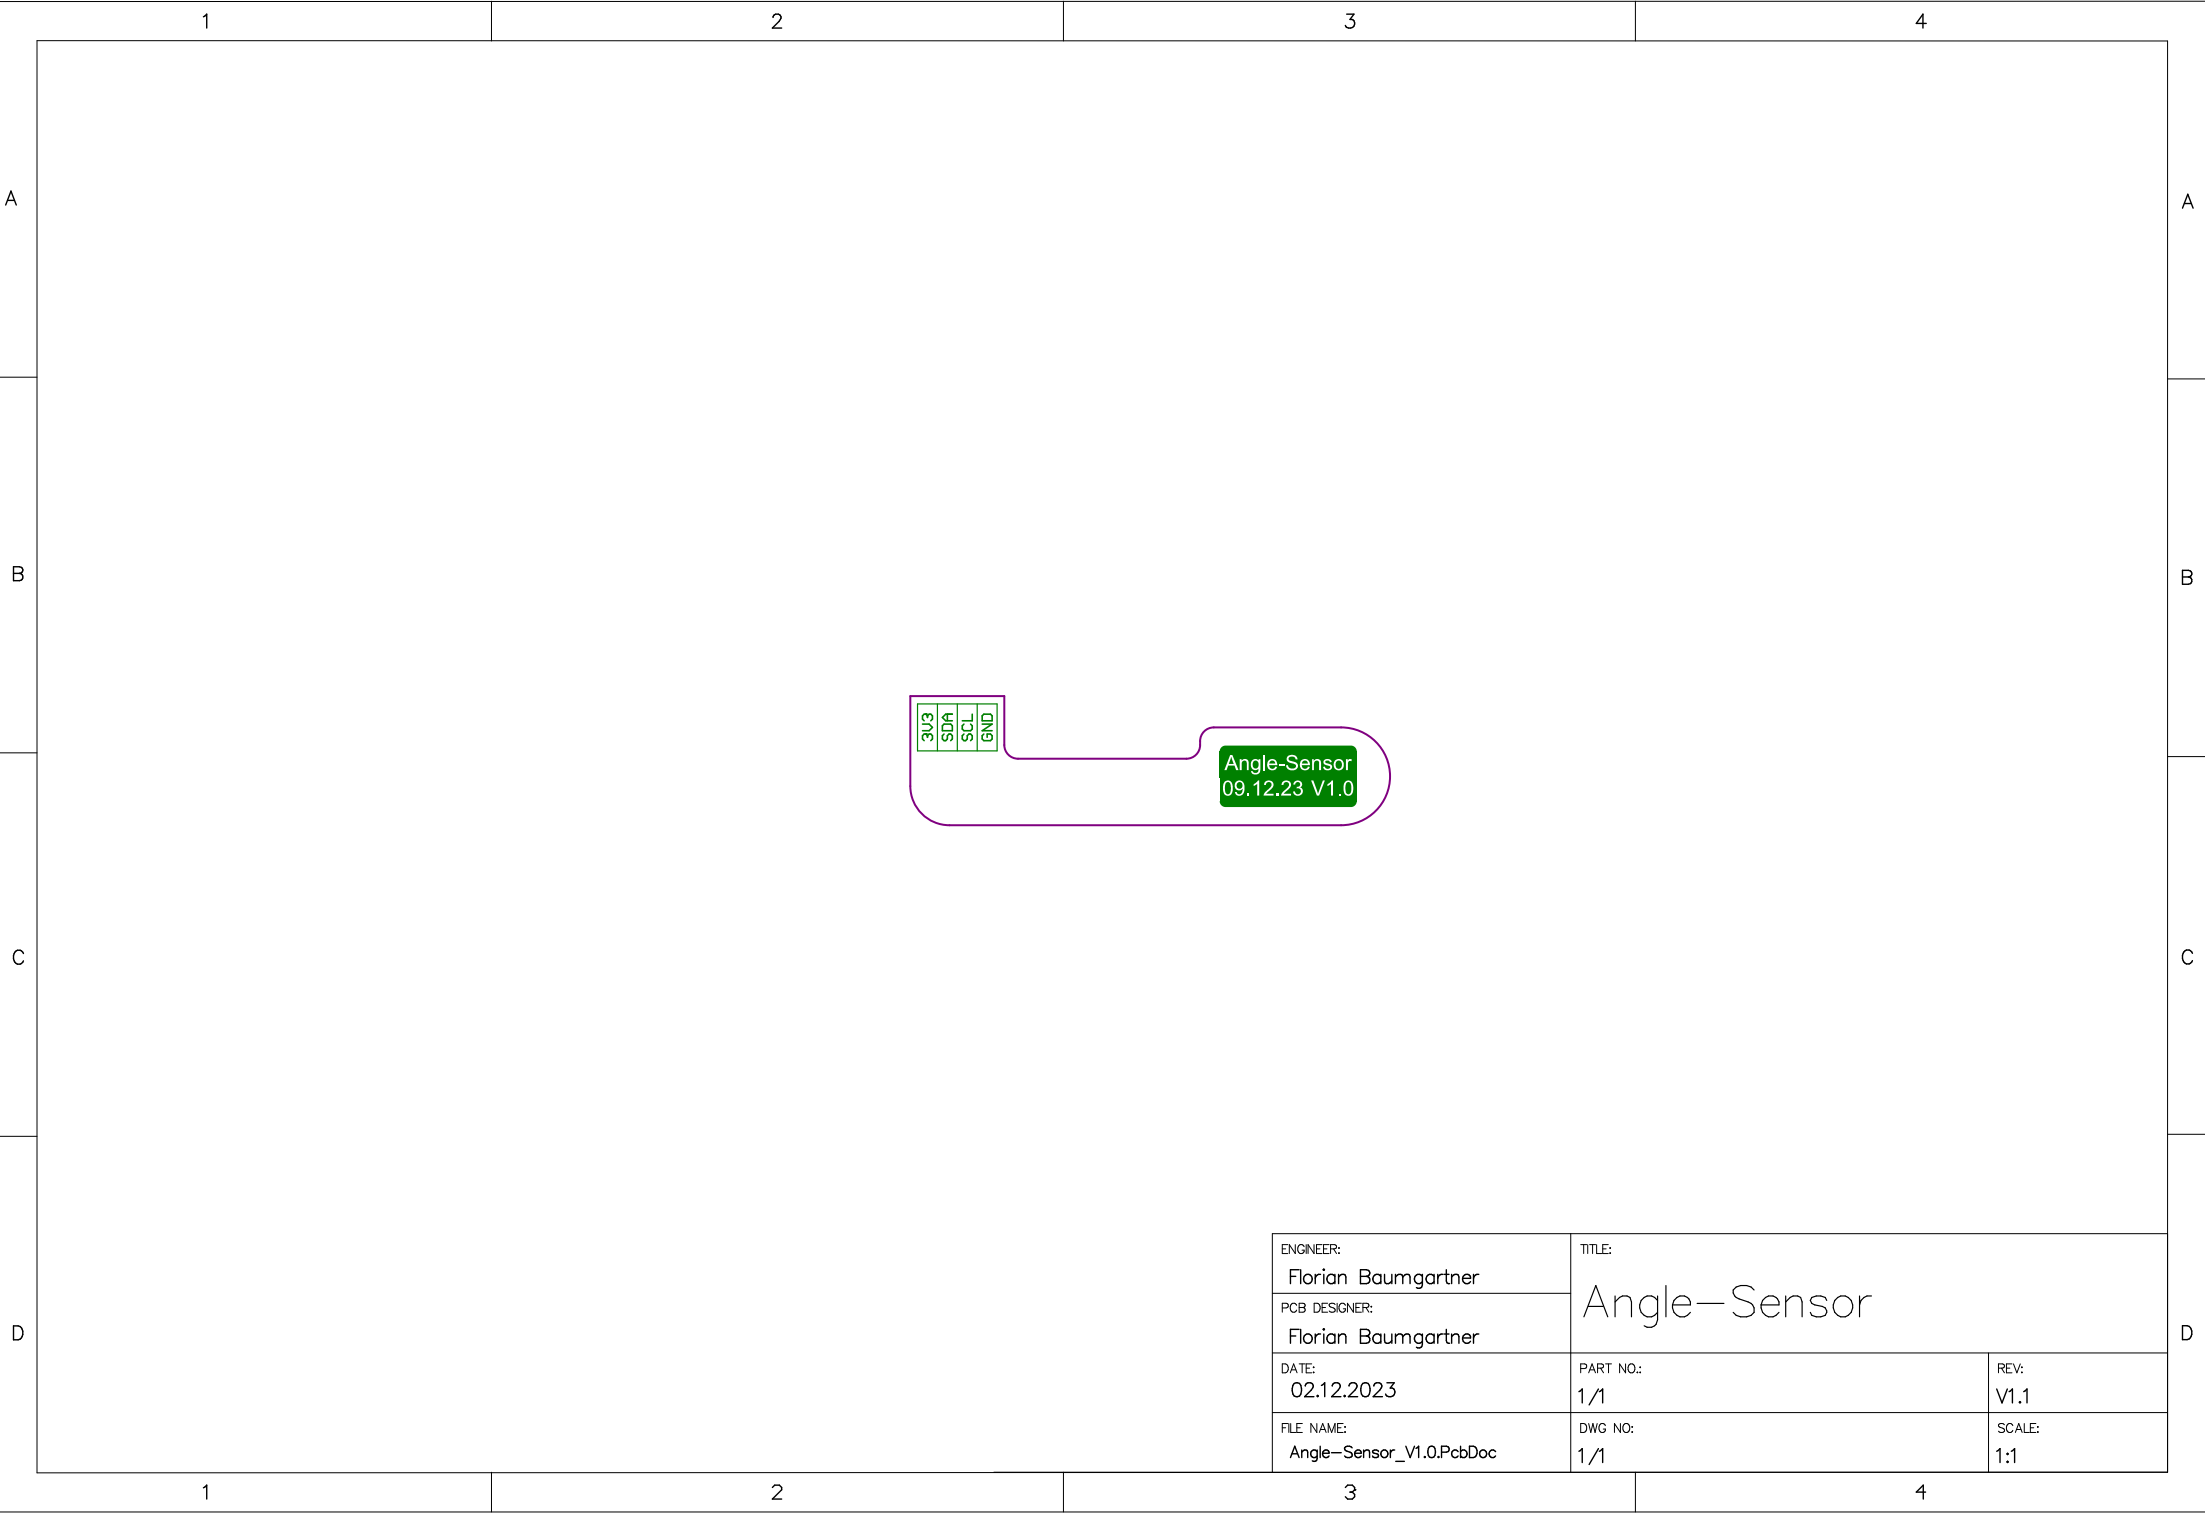 1 2 3 4
A A
B B
3V3
SDA
SCL
GND
Angle-Sensor
09.12.23 V1.0
C C
D D
ENGINEER:
Florian Baumgartner
PCB DESIGNER:
Florian Baumgartner
DATE:
02.12.2023
FILE NAME:
Angle-Sensor_V1.0.PcbDoc
TITLE:
Angle-Sensor
PART NO.:
1/1
REV:
V1.1
DWG NO:
1/1
SCALE:
1:1
1 2 3 4